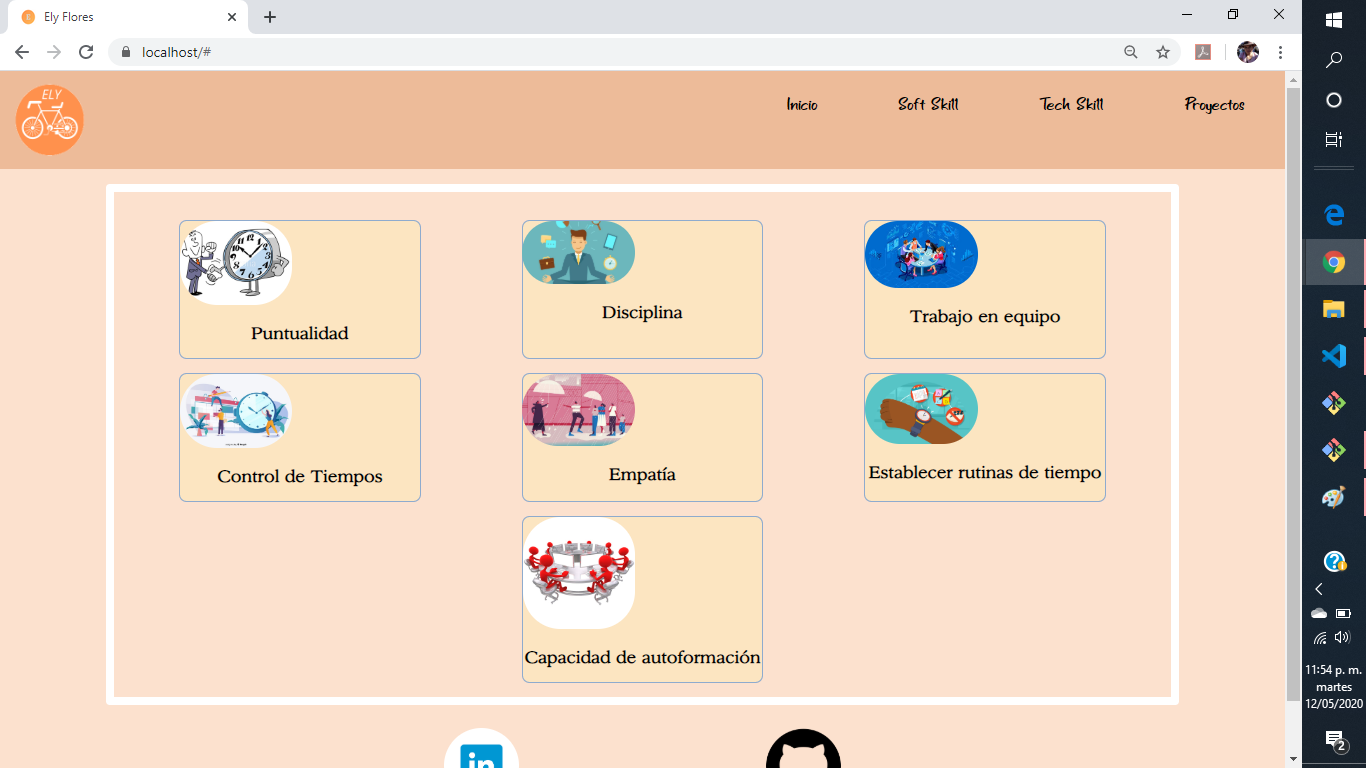 Ely Flores
localhost/#
ELY
Inicio
Soft Skill
Tech Skill
Proyectos
Puntualidad
Disciplina
Trabajo en equipo
Control de Tiempos
Empatía
Establecer rutinas de tiempo
Capacidad de autoformación
in
11:54 p. m.
martes
12/05/2020
2